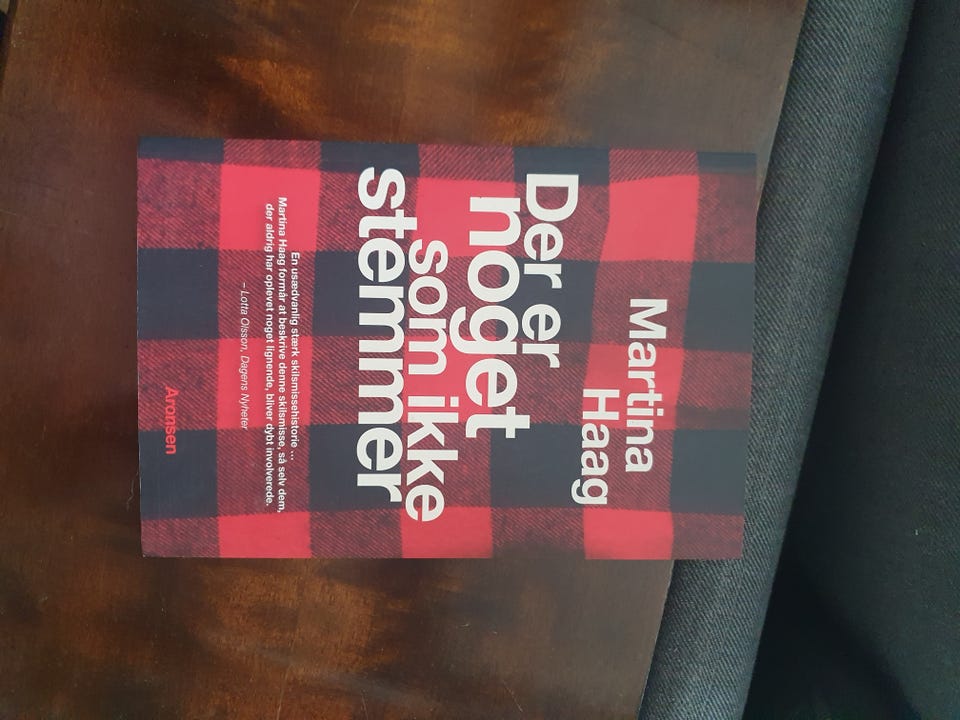 Martina
Haag
Der er
noget
som ikke
stemmer
En usædvanlig stærk skilsmissehistorie ...
Martina Haag formår at beskrive denne skilsmisse, så selv dem,
der aldrig har oplevet noget lignende, bliver dybt involverede.
– Lotta Olsson, Dagens Nyheter
Aronsen